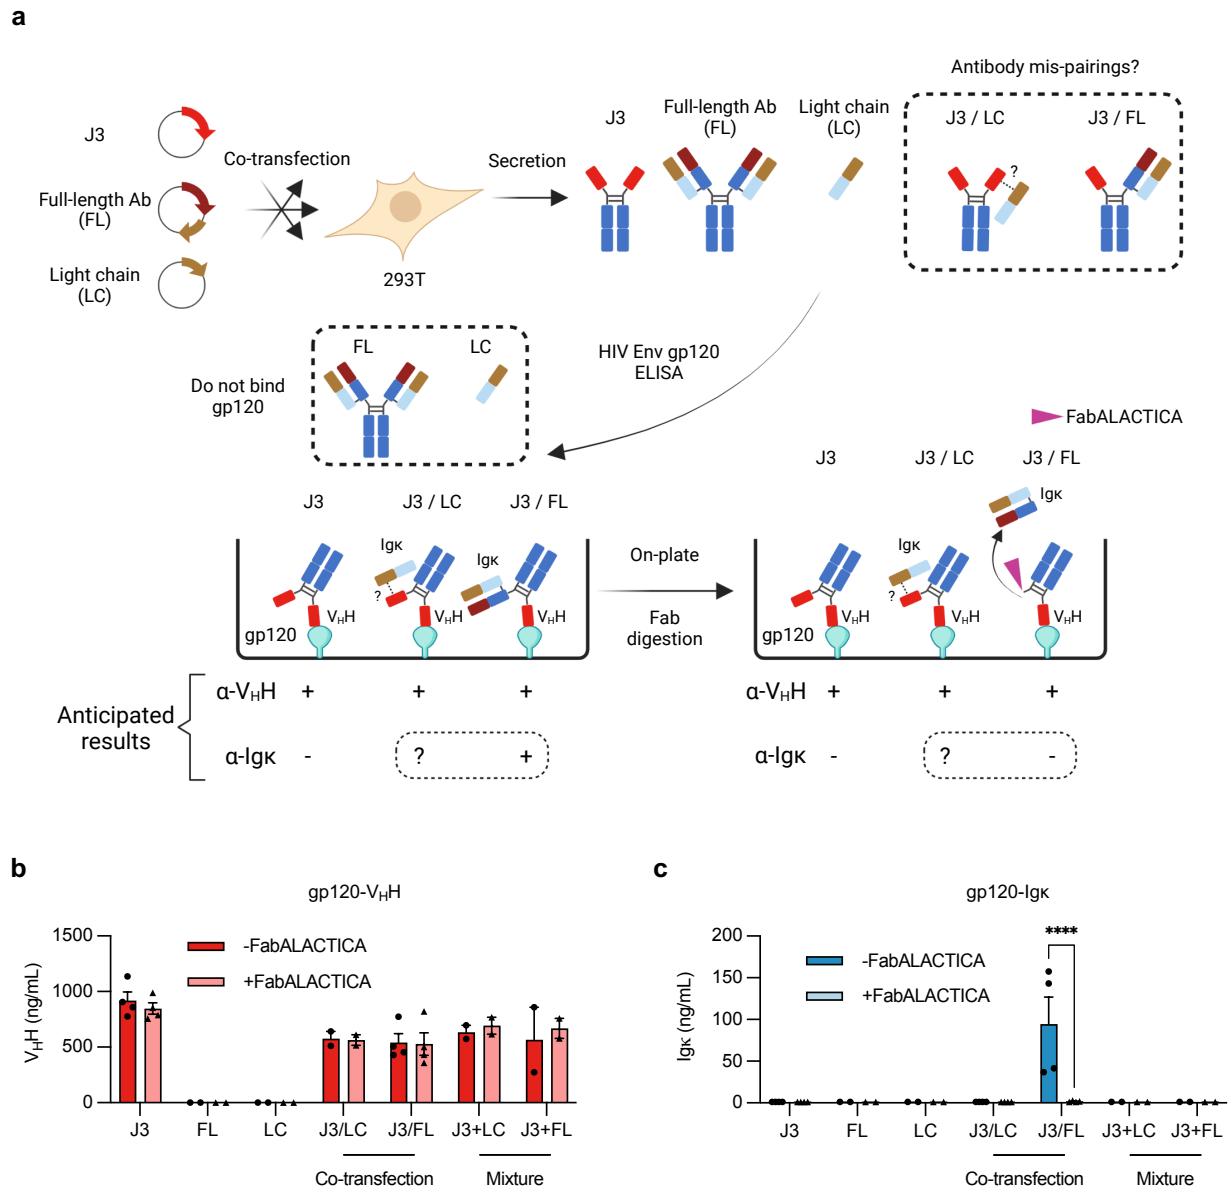 a
Antibody mis-pairings?
J3
Full-length Ab
(FL)
Light chain
(LC)
J3 / LC
J3 / FL
J3
Co-transfection
Secretion
?
Full-length Ab
(FL)
Light chain
(LC)
293T
FL
LC
HIV Env gp120
ELISA
Do not bind
gp120
FabALACTICA
J3
J3 / LC
J3 / FL
J3
J3 / LC
J3 / FL
Igκ
Igκ
Igκ
?
VHH
VHH
VHH
gp120
On-plate
Fab
digestion
Igκ
?
VHH
VHH
VHH
gp120
Anticipated
results
α-VHH + + +
α-Igκ - ? +
α-VHH + + +
α-Igκ - ? -
b
gp120-VHH
VHH (ng/mL)
1500
1000
500
0
-FabALACTICA
+FabALACTICA
J3 FL LC J3/LC J3/FL J3+LC J3+FL
Co-transfection Mixture
c
gp120-Igκ
Igκ (ng/mL)
200
150
100
50
0
****
-FabALACTICA
+FabALACTICA
J3 FL LC J3/LC J3/FL J3+LC J3+FL
Co-transfection Mixture